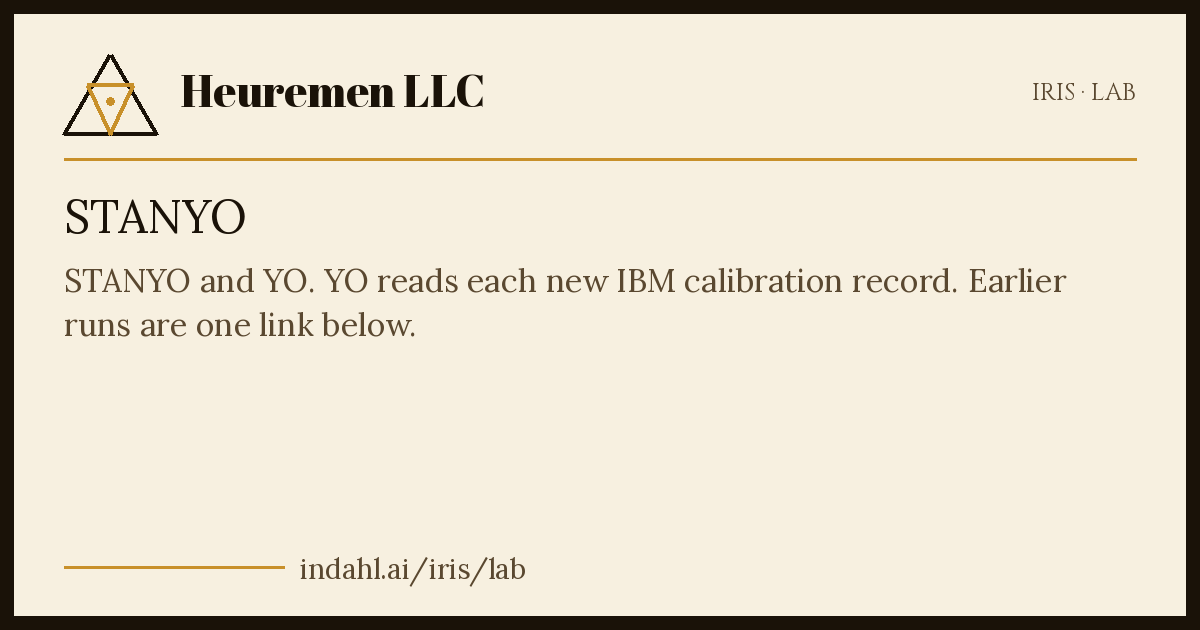 Heuremen LLC
IRIS · LAB
STANYO
STANYO and YO. YO reads each new IBM calibration record. Earlier
runs are one link below.
indahl.ai/iris/lab